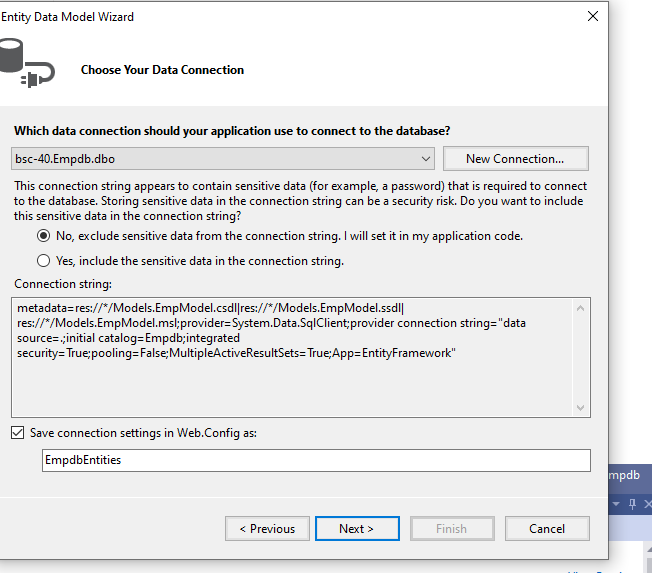 Entity Data Model Wizard
Choose Your Data Connection
Which data connection should your application use to connect to the database?
bsc-40.Empdb.dbo
New Connection...
This connection string appears to contain sensitive data (for example, a password) that is required to connect
to the database. Storing sensitive data in the connection string can be a security risk. Do you want to include
this sensitive data in the connection string?
No, exclude sensitive data from the connection string. I will set it in my application code.
Yes, include the sensitive data in the connection string.
Connection string:
metadata=res://*/Models.EmpModel.csdl|res://*/Models.EmpModel.ssdl|
res://*/Models.EmpModel.msl;provider=System.Data.SqlClient;provider connection string="data
source=.;initial catalog=Empdb;integrated
security=True;pooling=False;MultipleActiveResultSets=True;App=EntityFramework"
Save connection settings in Web.Config as:
EmpdbEntities
mpdb
< Previous
Next >
Finish
Cancel